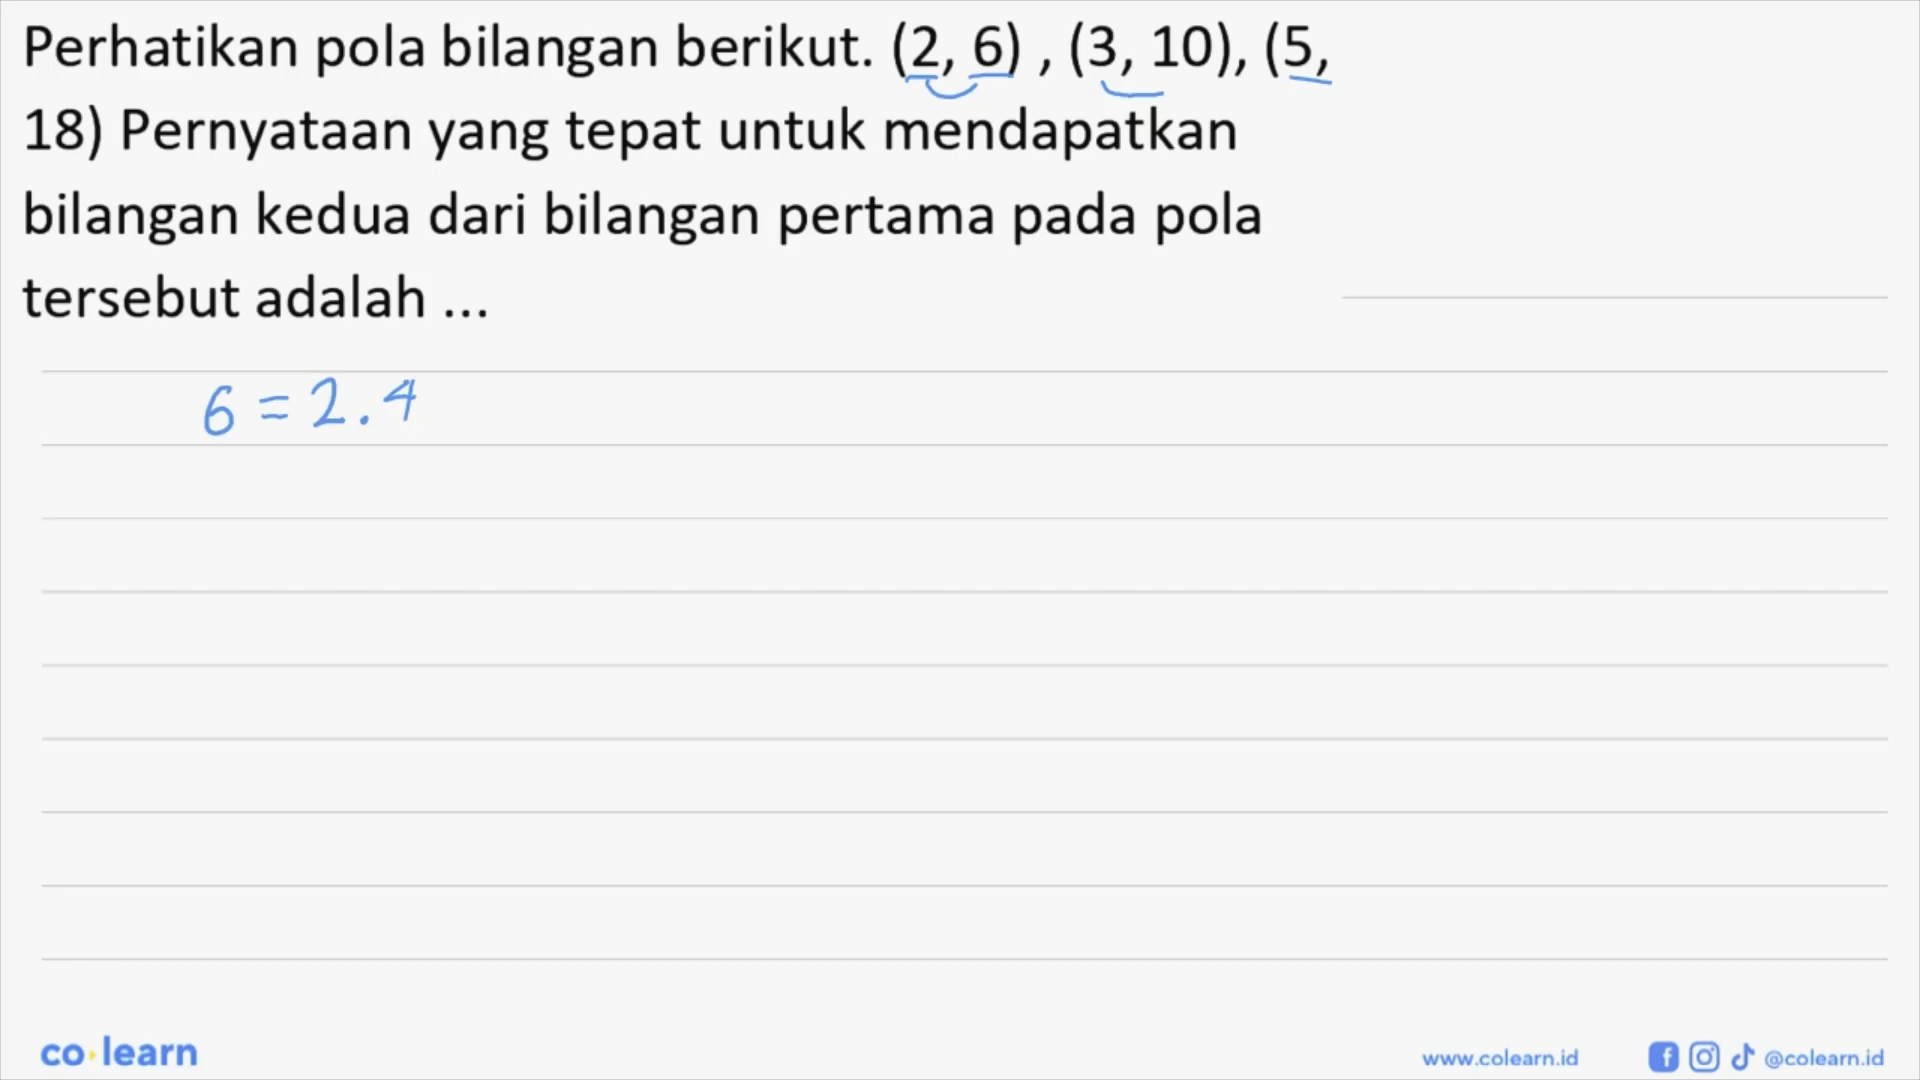 Perhatikan pola bilangan berikut. (2, 6) , (3, 10), (5,
18) Pernyataan yang tepat untuk mendapatkan
bilangan kedua dari bilangan pertama pada pola
tersebut adalah ...
6 = 2 . 4
co learn
www.colearn.id
@colearn.id